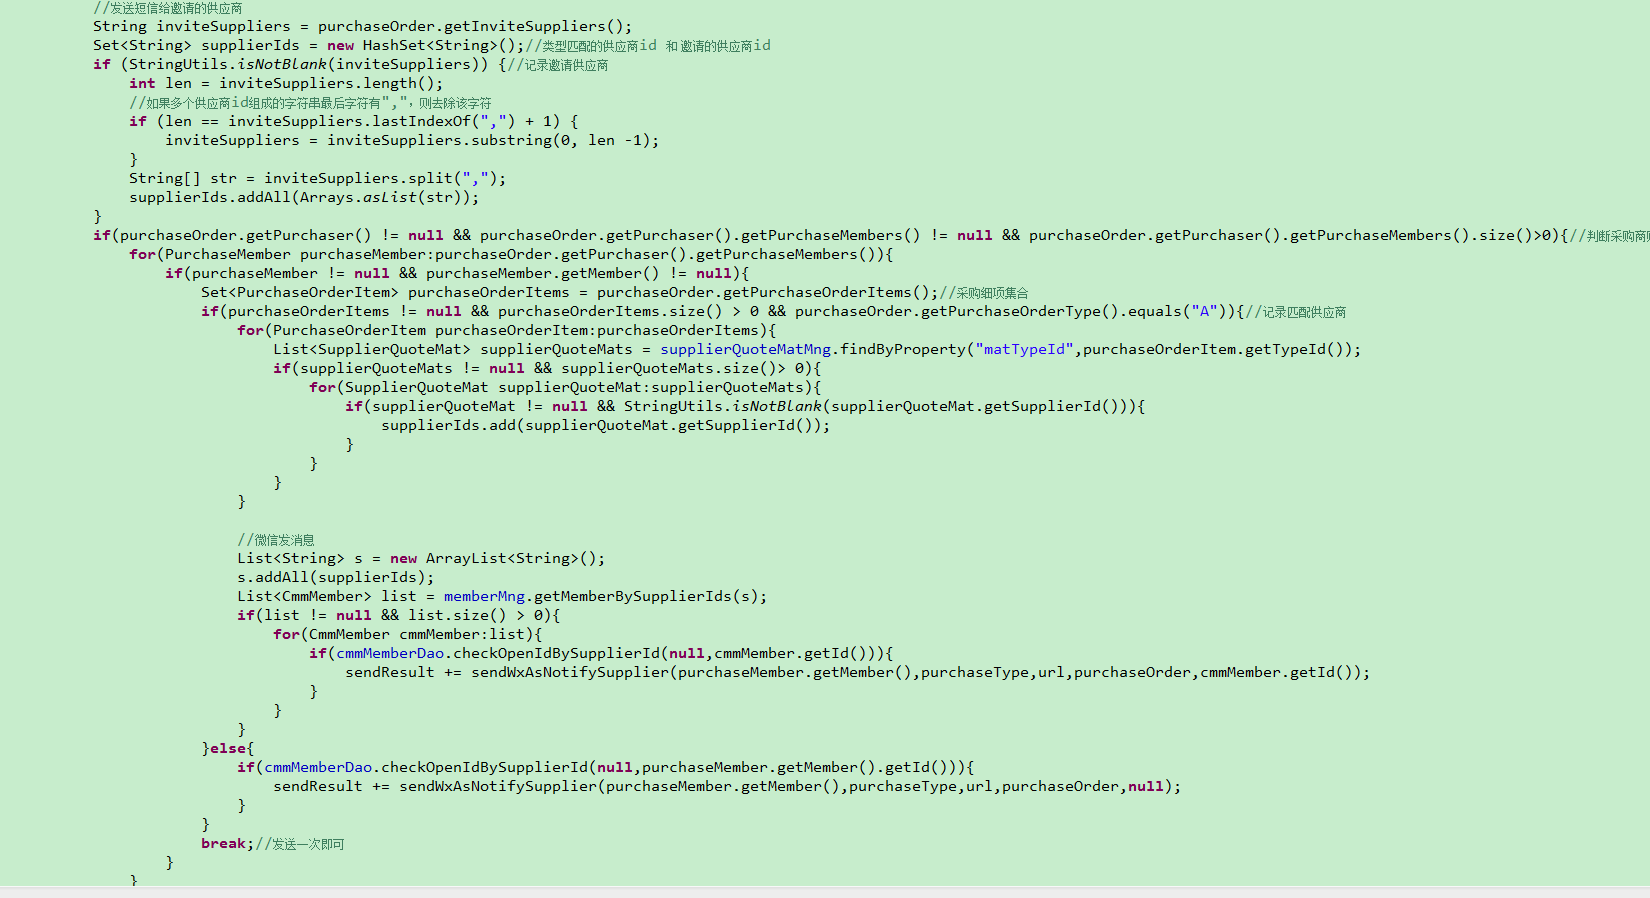 //发送短信给邀请的供应商
String inviteSuppliers = purchaseOrder.getInviteSuppliers();
Set<String> supplierIds = new HashSet<String>();//类型匹配的供应商id 和 邀请的供应商id
if (StringUtils.isNotBlank(inviteSuppliers)) {//记录邀请供应商
int len = inviteSuppliers.length();
//如果多个供应商id组成的字符串最后字符有",", 则去除该字符
if (len == inviteSuppliers.lastIndexOf(",") + 1) {
inviteSuppliers = inviteSuppliers.substring(0, len -1);
}
String[] str = inviteSuppliers.split(",");
supplierIds.addAll(Arrays.asList(str));
}
if(purchaseOrder.getPurchaser() != null && purchaseOrder.getPurchaser().getPurchaseMembers() != null && purchaseOrder.getPurchaser().getPurchaseMembers().size()>0){//判断采购商
for(PurchaseMember purchaseMember:purchaseOrder.getPurchaser().getPurchaseMembers()){
if(purchaseMember != null && purchaseMember.getMember() != null){
Set<PurchaseOrderItem> purchaseOrderItems = purchaseOrder.getPurchaseOrderItems();//采购细项集合
if(purchaseOrderItems != null && purchaseOrderItems.size() > 0 && purchaseOrder.getPurchaseOrderType().equals("A")){//记录匹配供应商
for(PurchaseOrderItem purchaseOrderItem:purchaseOrderItems){
List<SupplierQuoteMat> supplierQuoteMats = supplierQuoteMatMng.findByProperty("matTypeId",purchaseOrderItem.getTypeId());
if(supplierQuoteMats != null && supplierQuoteMats.size()> 0){
for(SupplierQuoteMat supplierQuoteMat:supplierQuoteMats){
if(supplierQuoteMat != null && StringUtils.isNotBlank(supplierQuoteMat.getSupplierId())){
supplierIds.add(supplierQuoteMat.getSupplierId());
}
}
}
}
//微信发消息
List<String> s = new ArrayList<String>();
s.addAll(supplierIds);
List<CmmMember> list = memberMng.getMemberBySupplierIds(s);
if(list != null && list.size() > 0){
for(CmmMember cmmMember:list){
if(cmmMemberDao.checkOpenIdBySupplierId(null,cmmMember.getId())){
sendResult += sendWxAsNotifySupplier(purchaseMember.getMember(),purchaseType,url,purchaseOrder,cmmMember.getId());
}
}
}
}else{
if(cmmMemberDao.checkOpenIdBySupplierId(null,purchaseMember.getMember().getId())){
sendResult += sendWxAsNotifySupplier(purchaseMember.getMember(),purchaseType,url,purchaseOrder,null);
}
}
break;//发送一次即可
}
}